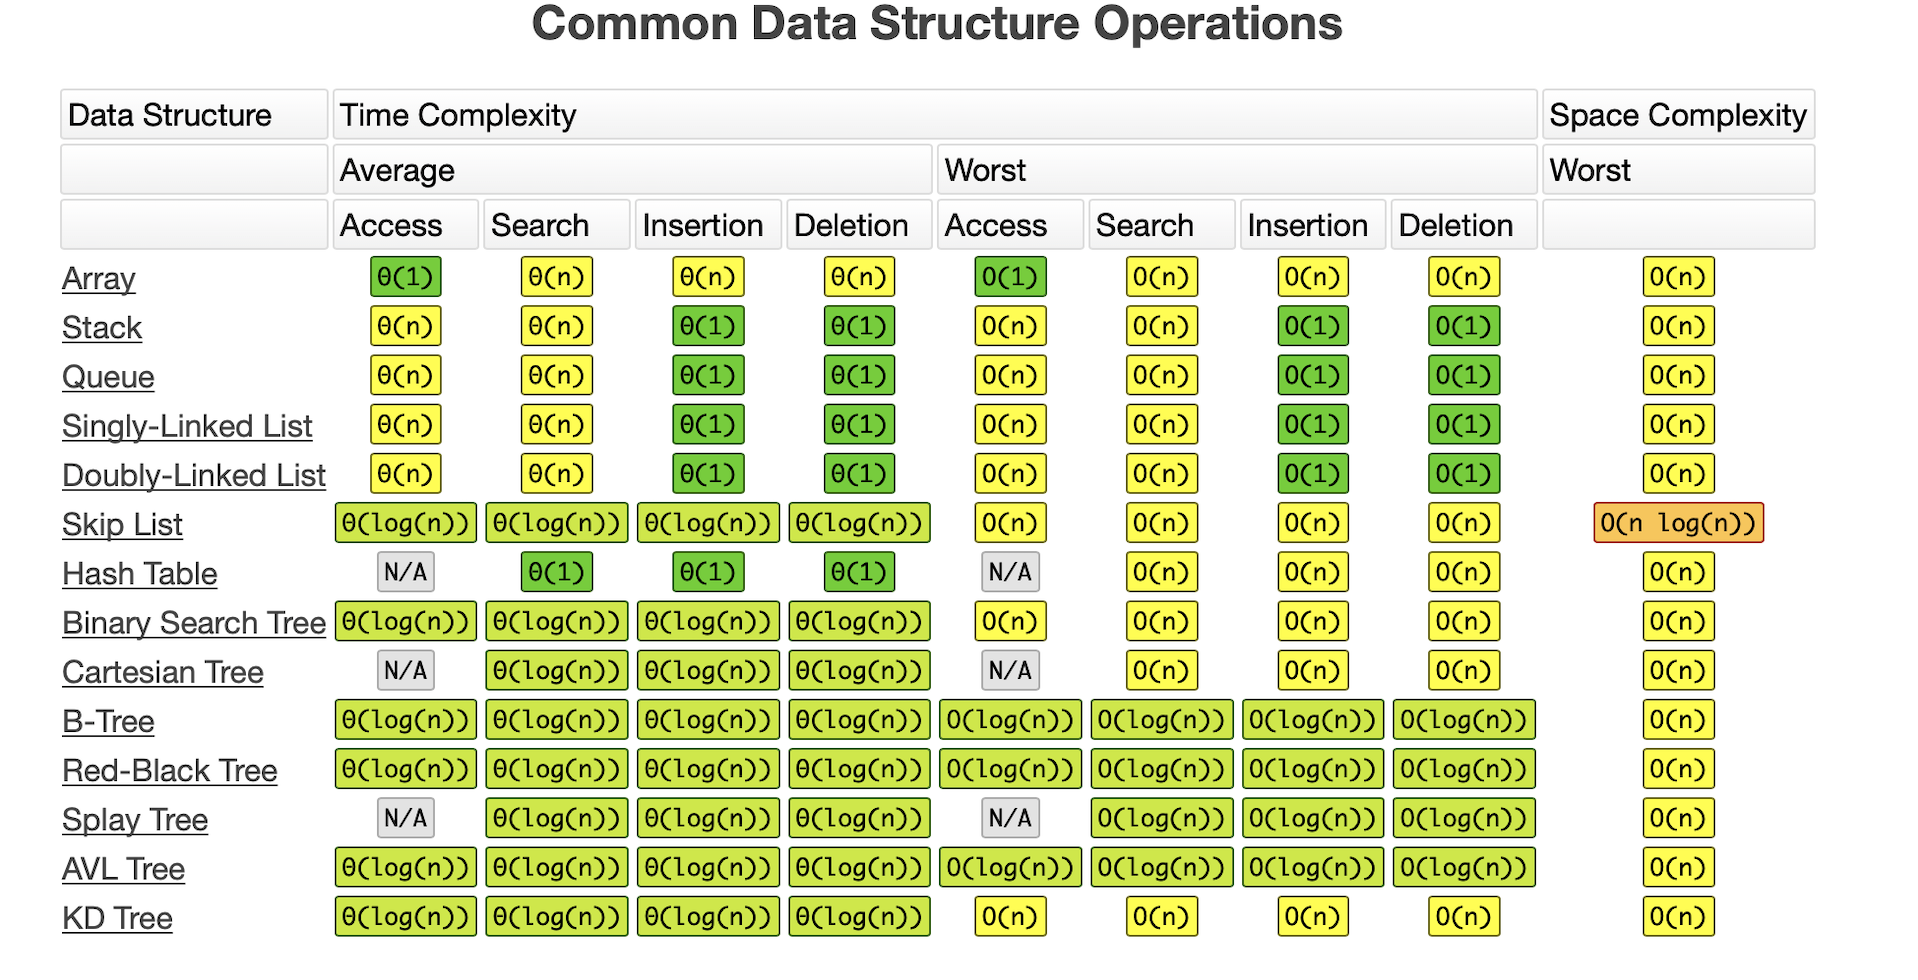 Common Data Structure Operations
Data Structure Time Complexity Space Complexity
Average Worst Worst
Access Search Insertion Deletion Access Search Insertion Deletion
Array Θ(1) Θ(n) Θ(n) Θ(n) O(1) O(n) O(n) O(n) O(n)
Stack Θ(n) Θ(n) Θ(1) Θ(1) O(n) O(n) O(1) O(1) O(n)
Queue Θ(n) Θ(n) Θ(1) Θ(1) O(n) O(n) O(1) O(1) O(n)
Singly-Linked List Θ(n) Θ(n) Θ(1) Θ(1) O(n) O(n) O(1) O(1) O(n)
Doubly-Linked List Θ(n) Θ(n) Θ(1) Θ(1) O(n) O(n) O(1) O(1) O(n)
Skip List Θ(log(n)) Θ(log(n)) Θ(log(n)) Θ(log(n)) O(n) O(n) O(n) O(n) O(n log(n))
Hash Table N/A Θ(1) Θ(1) Θ(1) N/A O(n) O(n) O(n) O(n)
Binary Search Tree Θ(log(n)) Θ(log(n)) Θ(log(n)) Θ(log(n)) O(n) O(n) O(n) O(n) O(n)
Cartesian Tree N/A Θ(log(n)) Θ(log(n)) Θ(log(n)) N/A O(n) O(n) O(n) O(n)
B-Tree Θ(log(n)) Θ(log(n)) Θ(log(n)) Θ(log(n)) O(log(n)) O(log(n)) O(log(n)) O(log(n)) O(n)
Red-Black Tree Θ(log(n)) Θ(log(n)) Θ(log(n)) Θ(log(n)) O(log(n)) O(log(n)) O(log(n)) O(log(n)) O(n)
Splay Tree N/A Θ(log(n)) Θ(log(n)) Θ(log(n)) N/A O(log(n)) O(log(n)) O(log(n)) O(n)
AVL Tree Θ(log(n)) Θ(log(n)) Θ(log(n)) Θ(log(n)) O(log(n)) O(log(n)) O(log(n)) O(log(n)) O(n)
KD Tree Θ(log(n)) Θ(log(n)) Θ(log(n)) Θ(log(n)) O(n) O(n) O(n) O(n) O(n)